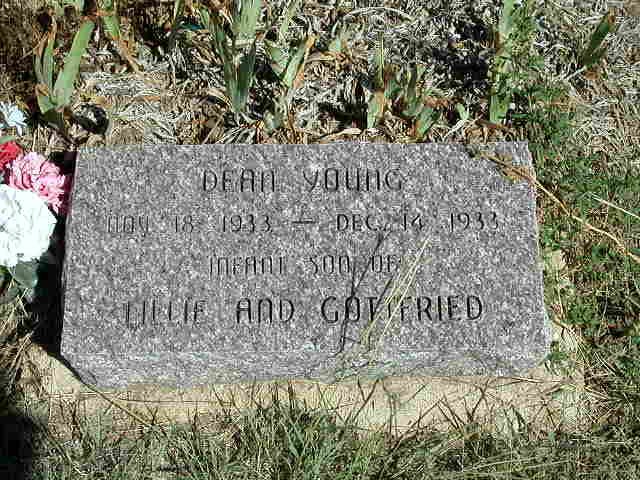 DEAN YOUNG
NOV 18 1933 — DEC. 14 1933
INFANT SON OF
LILLIE AND GOTTFRIED